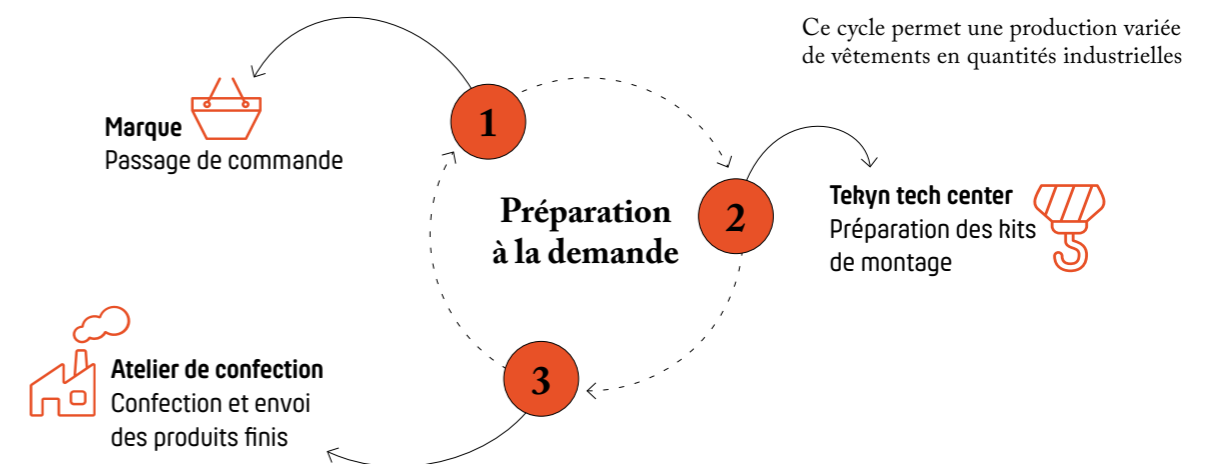 Ce cycle permet une production variée
de vêtements en quantités industrielles
1
Marque
Passage de commande
2
Tekyn tech center
Préparation des kits
de montage
Préparation
à la demande
3
Atelier de confection
Confection et envoi
des produits finis